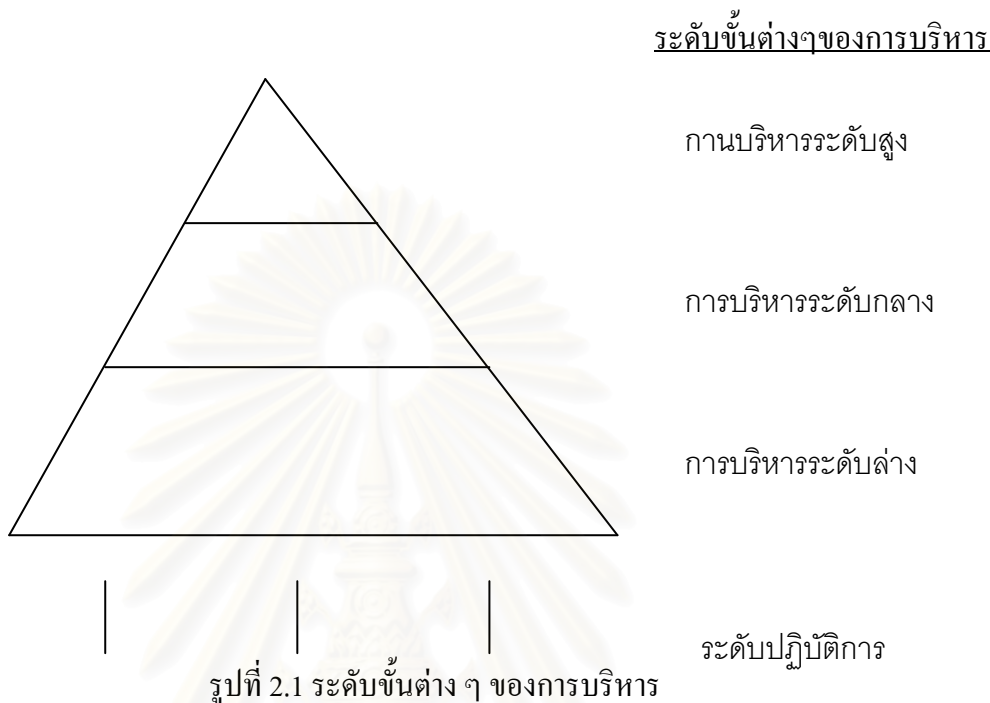 ระดับขั้นต่างๆของการบริหาร
กานบริหารระดับสูง
การบริหารระดับกลาง
การบริหารระดับล่าง
ระดับปฏิบัติการ
รูปที่ 2.1 ระดับขั้นต่าง ๆ ของการบริหาร